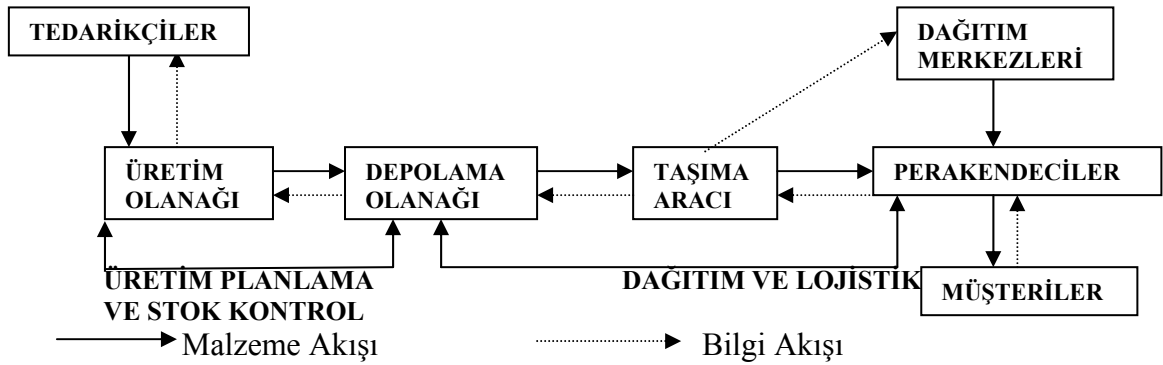 TEDARİKÇİLER
DAĞITIM
MERKEZLERİ
ÜRETİM
OLANAĞI
DEPOLAMA
OLANAĞI
TAŞIMA
ARACI
PERAKENDECİLER
ÜRETİM PLANLAMA
VE STOK KONTROL
DAĞITIM VE LOJİSTİK
MÜŞTERİLER
Malzeme Akışı
Bilgi Akışı